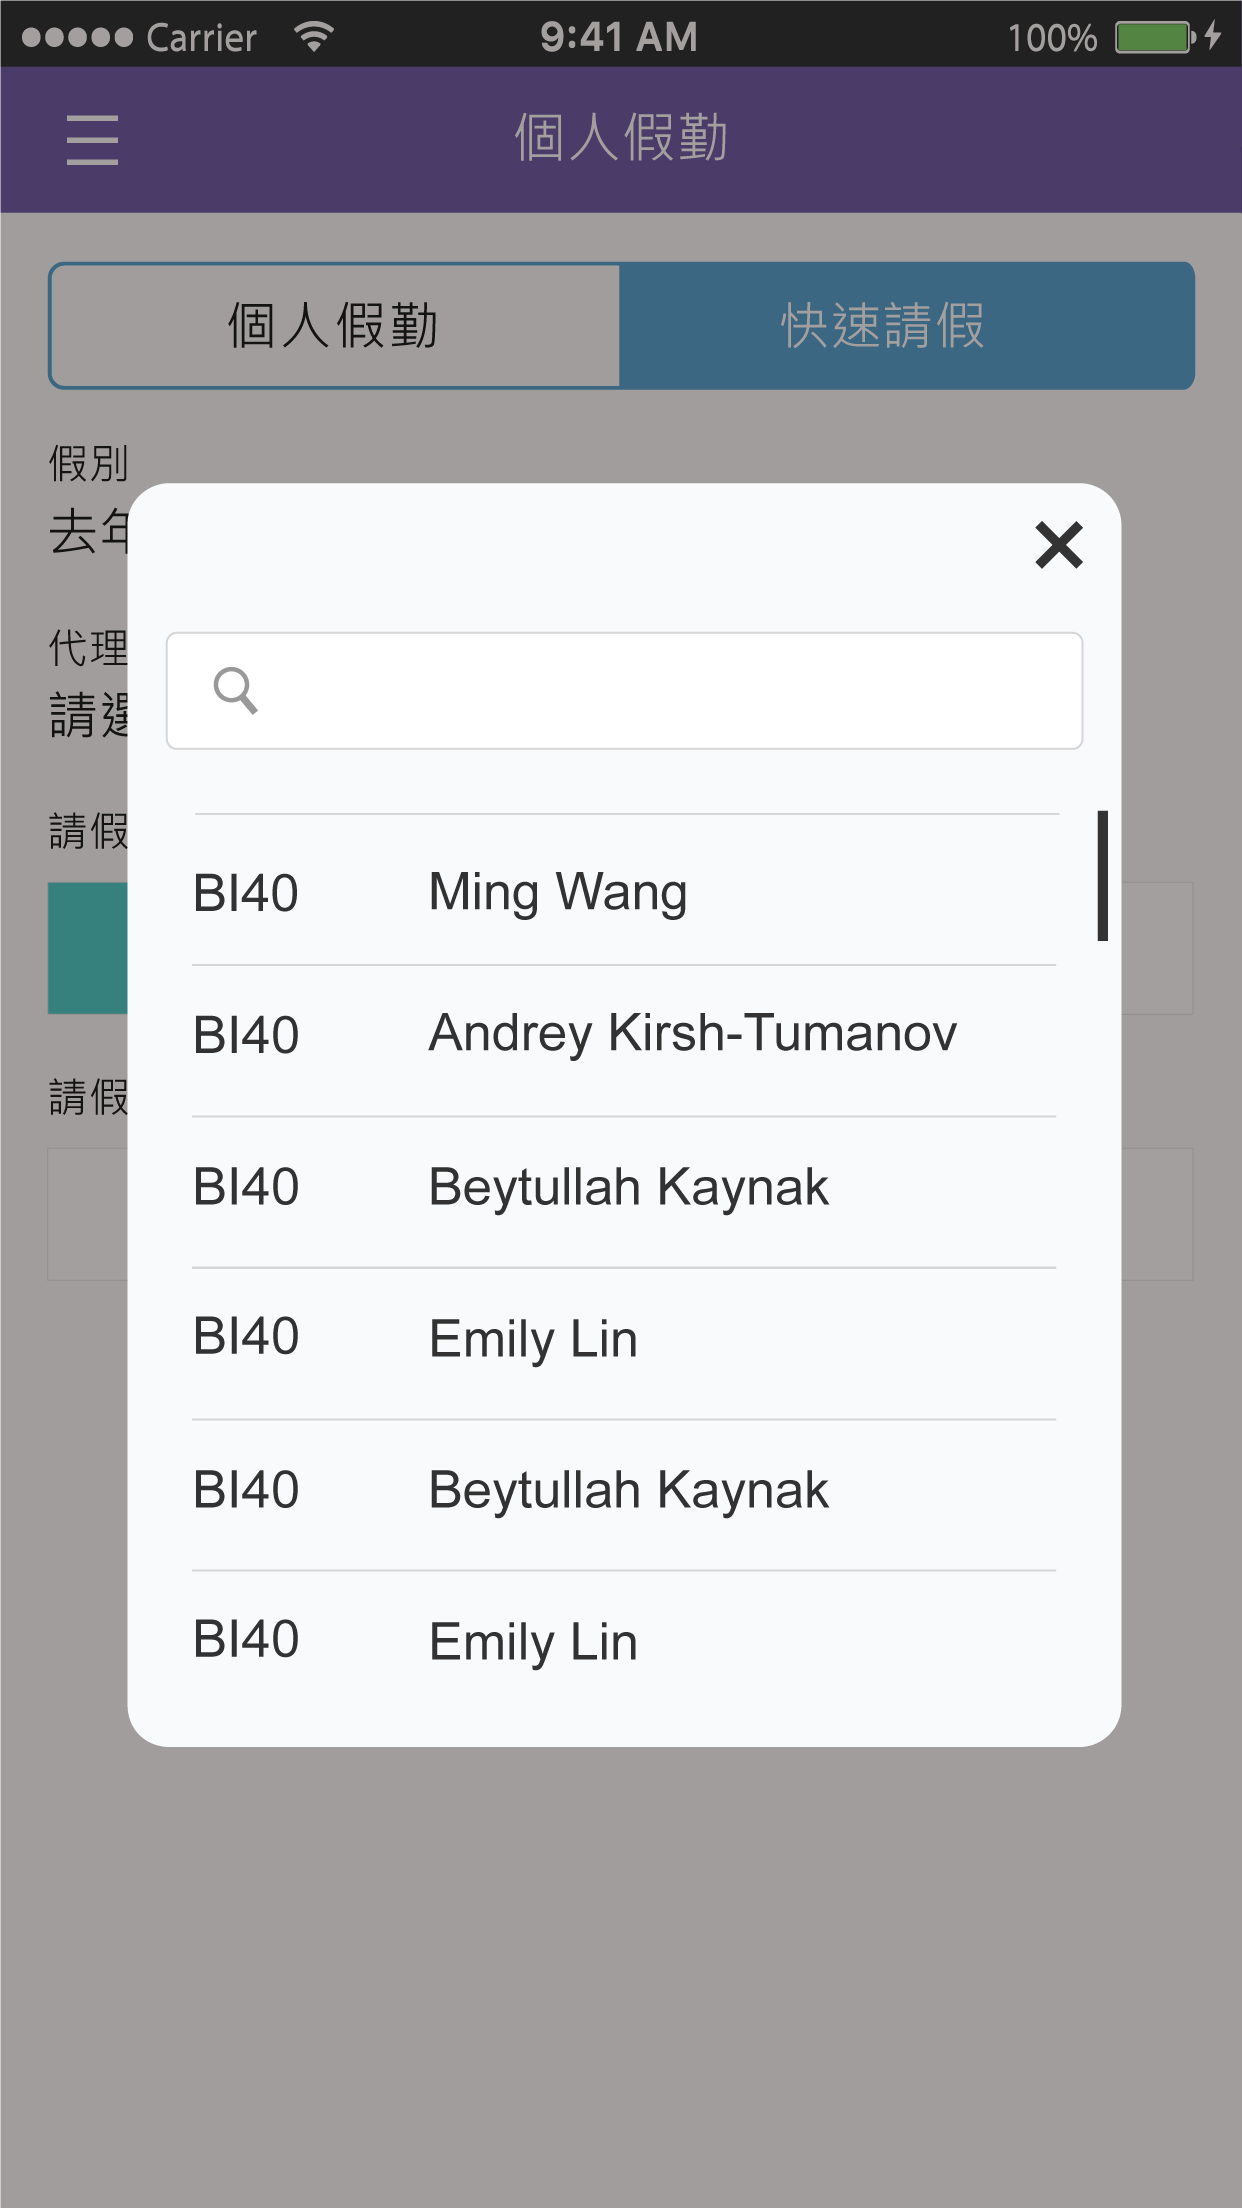 Carrier 9:41 AM 100%
個人假勤
個人假勤 快速請假
假別
去年
代理
請選
請假
請假
BI40 Ming Wang
BI40 Andrey Kirsh-Tumanov
BI40 Beytullah Kaynak
BI40 Emily Lin
BI40 Beytullah Kaynak
BI40 Emily Lin